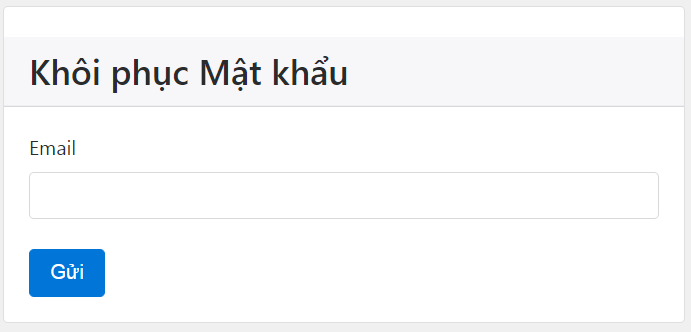 Khôi phục Mật khẩu
Email
Gửi